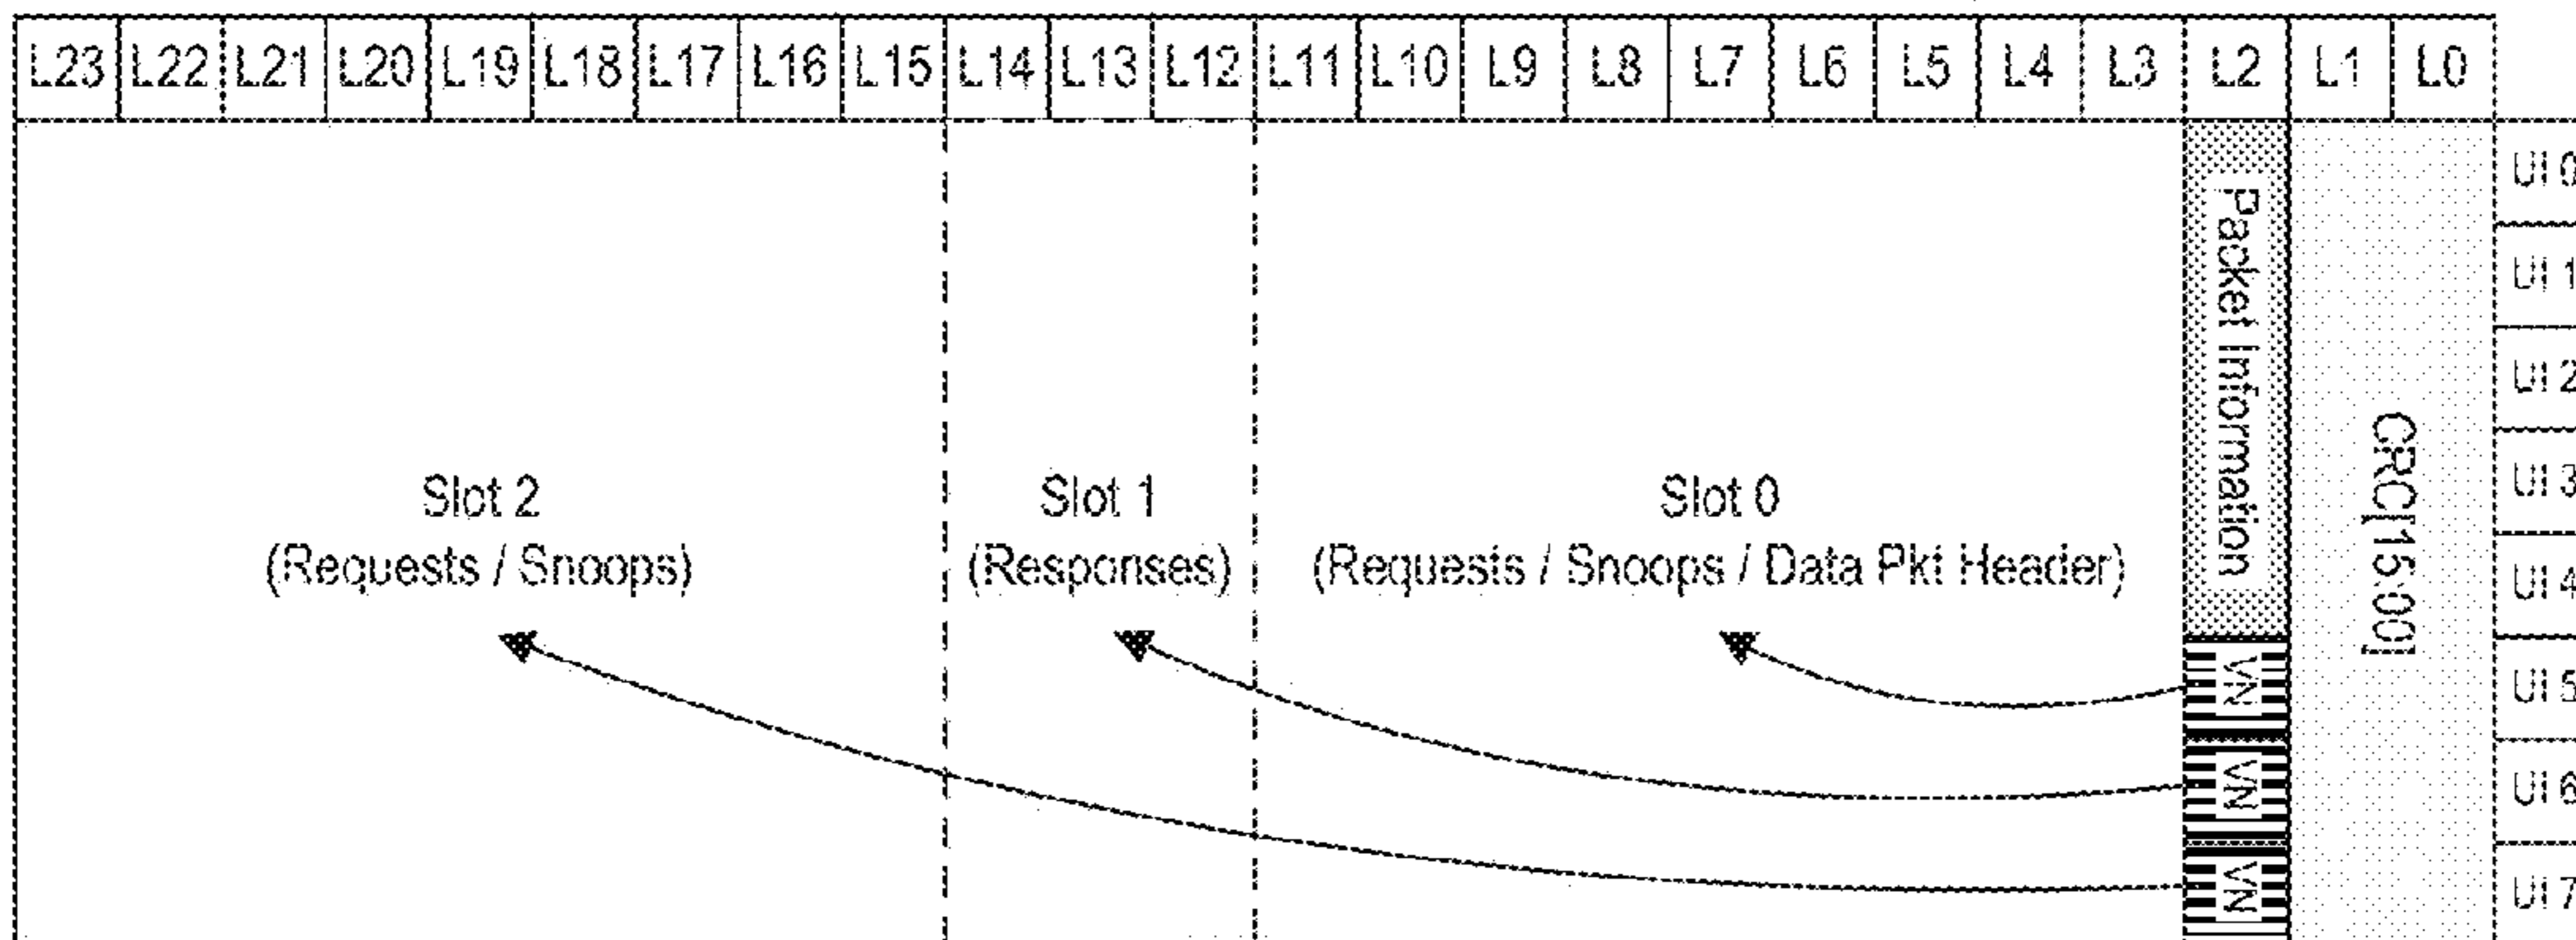 L23 L22 L21 L20 L19 L18 L17 L16 L15 L14 L13 L12 L11 L10 L9 L8 L7 L6 L5 L4 L3 L2 L1 L0
UI 0
UI 1
UI 2
UI 3
UI 4
UI 5
UI 6
UI 7
Slot 2
(Requests / Snoops)
Slot 1
(Responses)
Slot 0
(Requests / Snoops / Data Pkt Header)
Packet Information
VN
VN
VN
CRC[15:00]